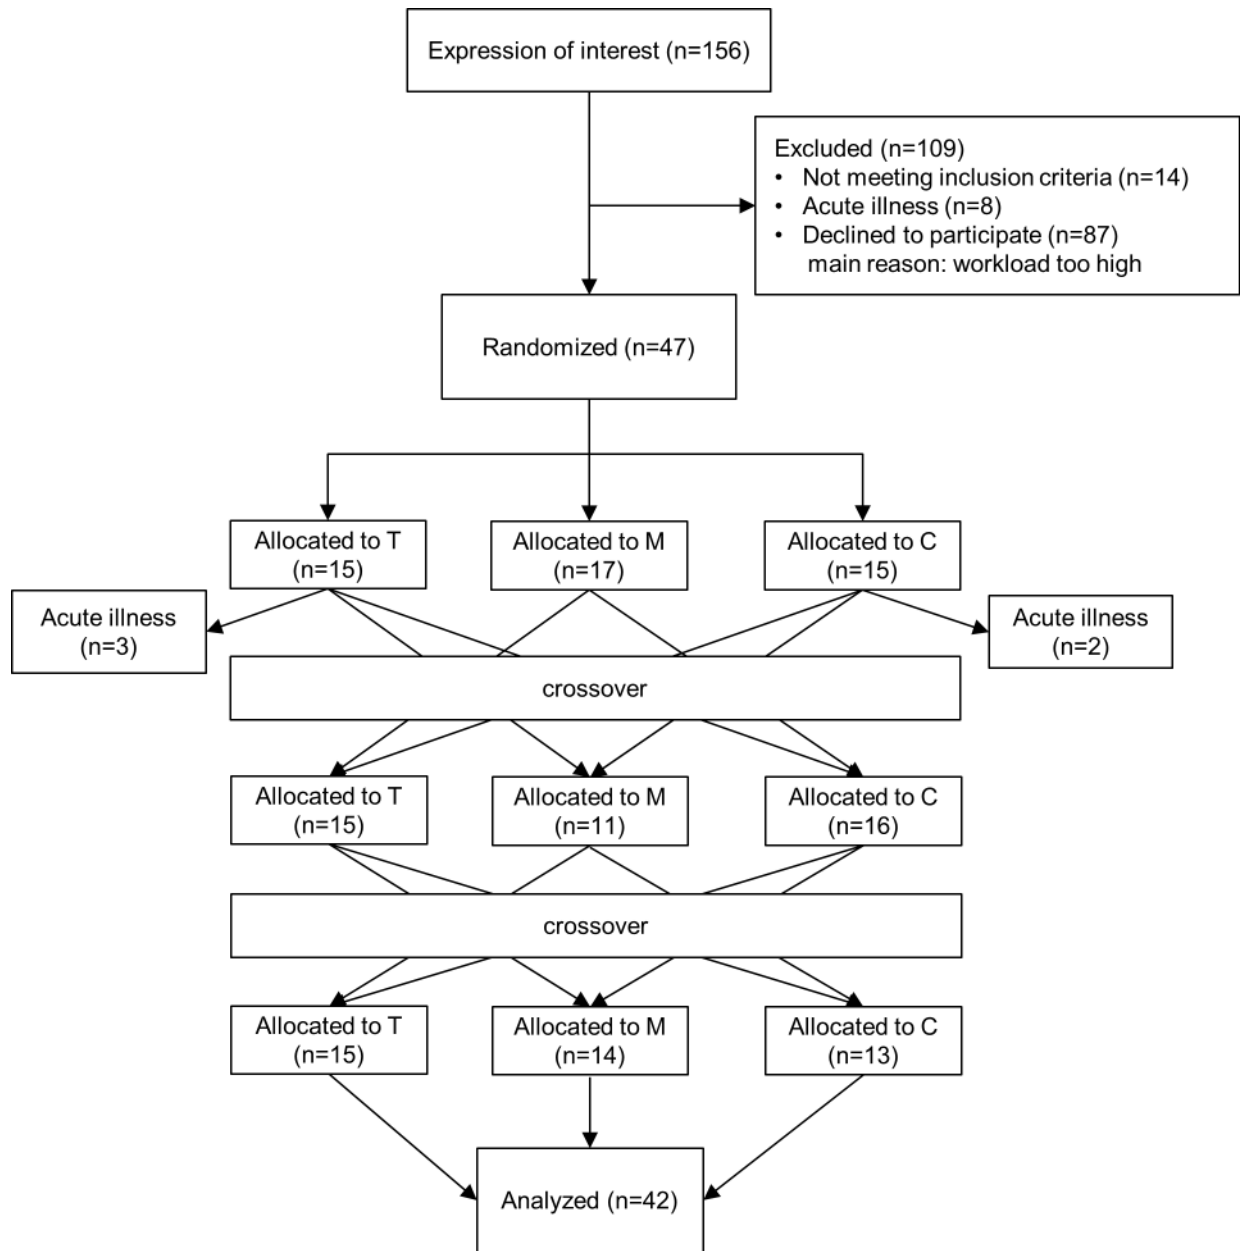 Expression of interest (n=156)
Excluded (n=109)
• Not meeting inclusion criteria (n=14)
• Acute illness (n=8)
• Declined to participate (n=87)
main reason: workload too high
Randomized (n=47)
Allocated to T
(n=15)
Allocated to M
(n=17)
Allocated to C
(n=15)
Acute illness
(n=3)
Acute illness
(n=2)
crossover
Allocated to T
(n=15)
Allocated to M
(n=11)
Allocated to C
(n=16)
crossover
Allocated to T
(n=15)
Allocated to M
(n=14)
Allocated to C
(n=13)
Analyzed (n=42)